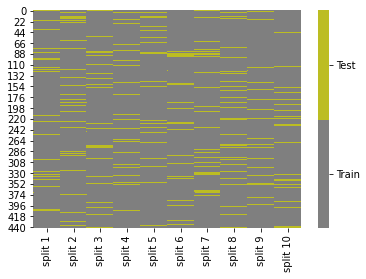 0
22
44
66
88
110
132
154
176
198
220
242
264
286
308
330
352
374
396
418
440
split 1
split 2
split 3
split 4
split 5
split 6
split 7
split 8
split 9
split 10
Test
Train